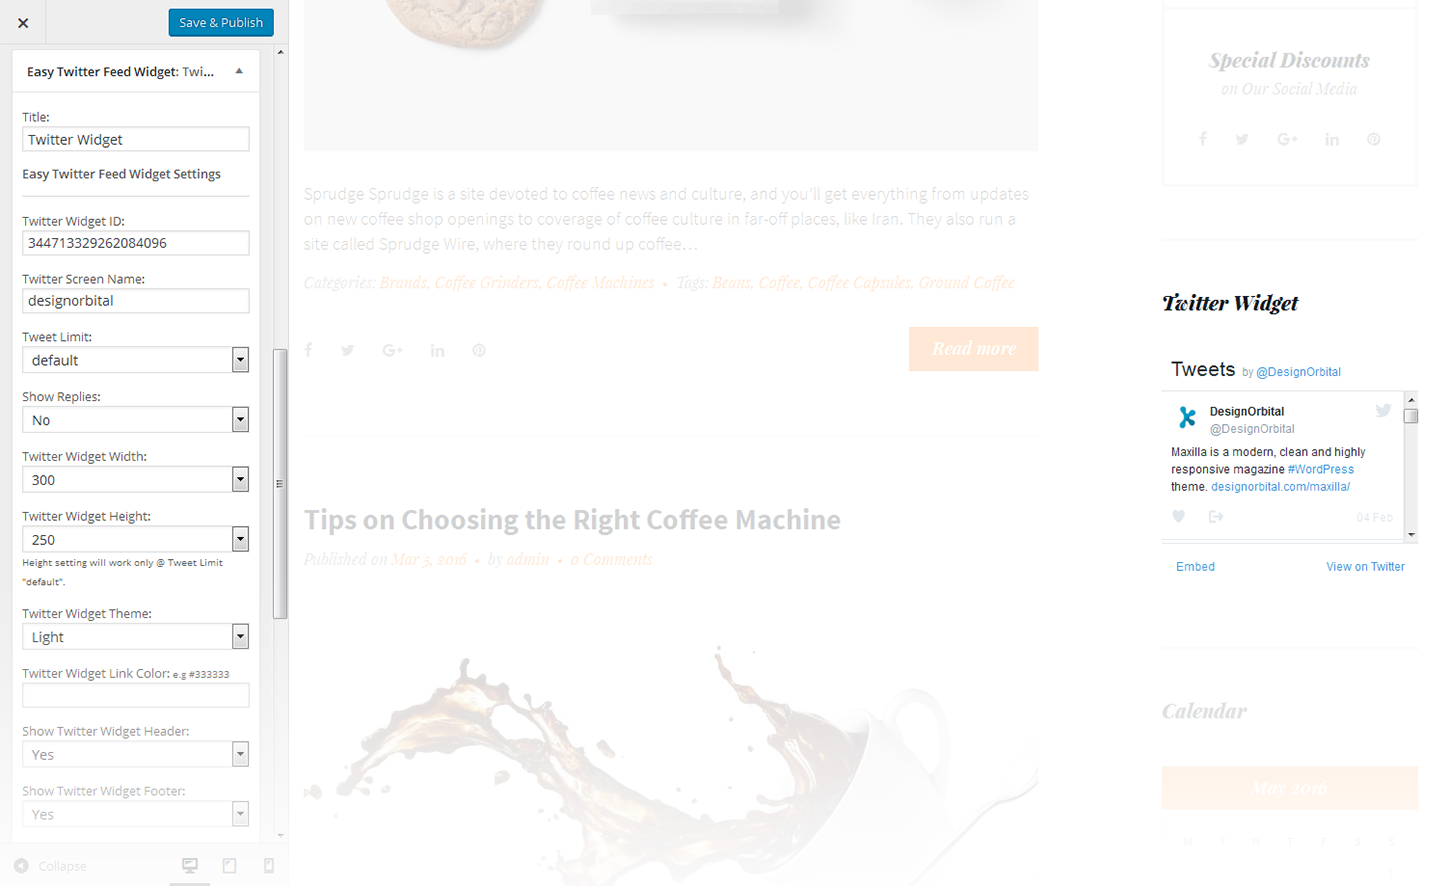 Save & Publish
Easy Twitter Feed Widget: Twi...
Title:
Twitter Widget
Easy Twitter Feed Widget Settings
Twitter Widget ID:
344713329262084096
Twitter Screen Name:
designorbital
Tweet Limit:
default
Show Replies:
No
Twitter Widget Width:
300
Twitter Widget Height:
250
Height setting will work only @ Tweet Limit
"default".
Twitter Widget Theme:
Light
Twitter Widget Link Color: e.g #333333
Show Twitter Widget Header:
Yes
Show Twitter Widget Footer:
Yes
Collapse
Sprudge Sprudge is a site devoted to coffee news and culture, and you'll get everything from updates
on new coffee shop openings to coverage of coffee culture in far-off places, like Iran. They also run a
site called Sprudge Wire, where they round up coffee...
Categories: Brands, Coffee Grinders, Coffee Machines • Tags: Beans, Coffee, Coffee Capsules, Ground Coffee
Read more
Tips on Choosing the Right Coffee Machine
Published on Mar 5, 2016 • by admin • 0 Comments
Special Discounts
on Our Social Media
Twitter Widget
Tweets by @DesignOrbital
DesignOrbital
@DesignOrbital
Maxilla is a modern, clean and highly
responsive magazine #WordPress
theme. designorbital.com/maxilla/
04 Feb
Embed
View on Twitter
Calendar
May 2016
M T W T F S S